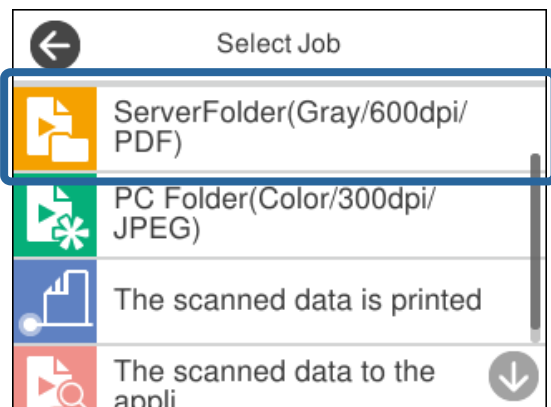 Select Job
ServerFolder(Gray/600dpi/
PDF)
PC Folder(Color/300dpi/
JPEG)
The scanned data is printed
The scanned data to the
appli...